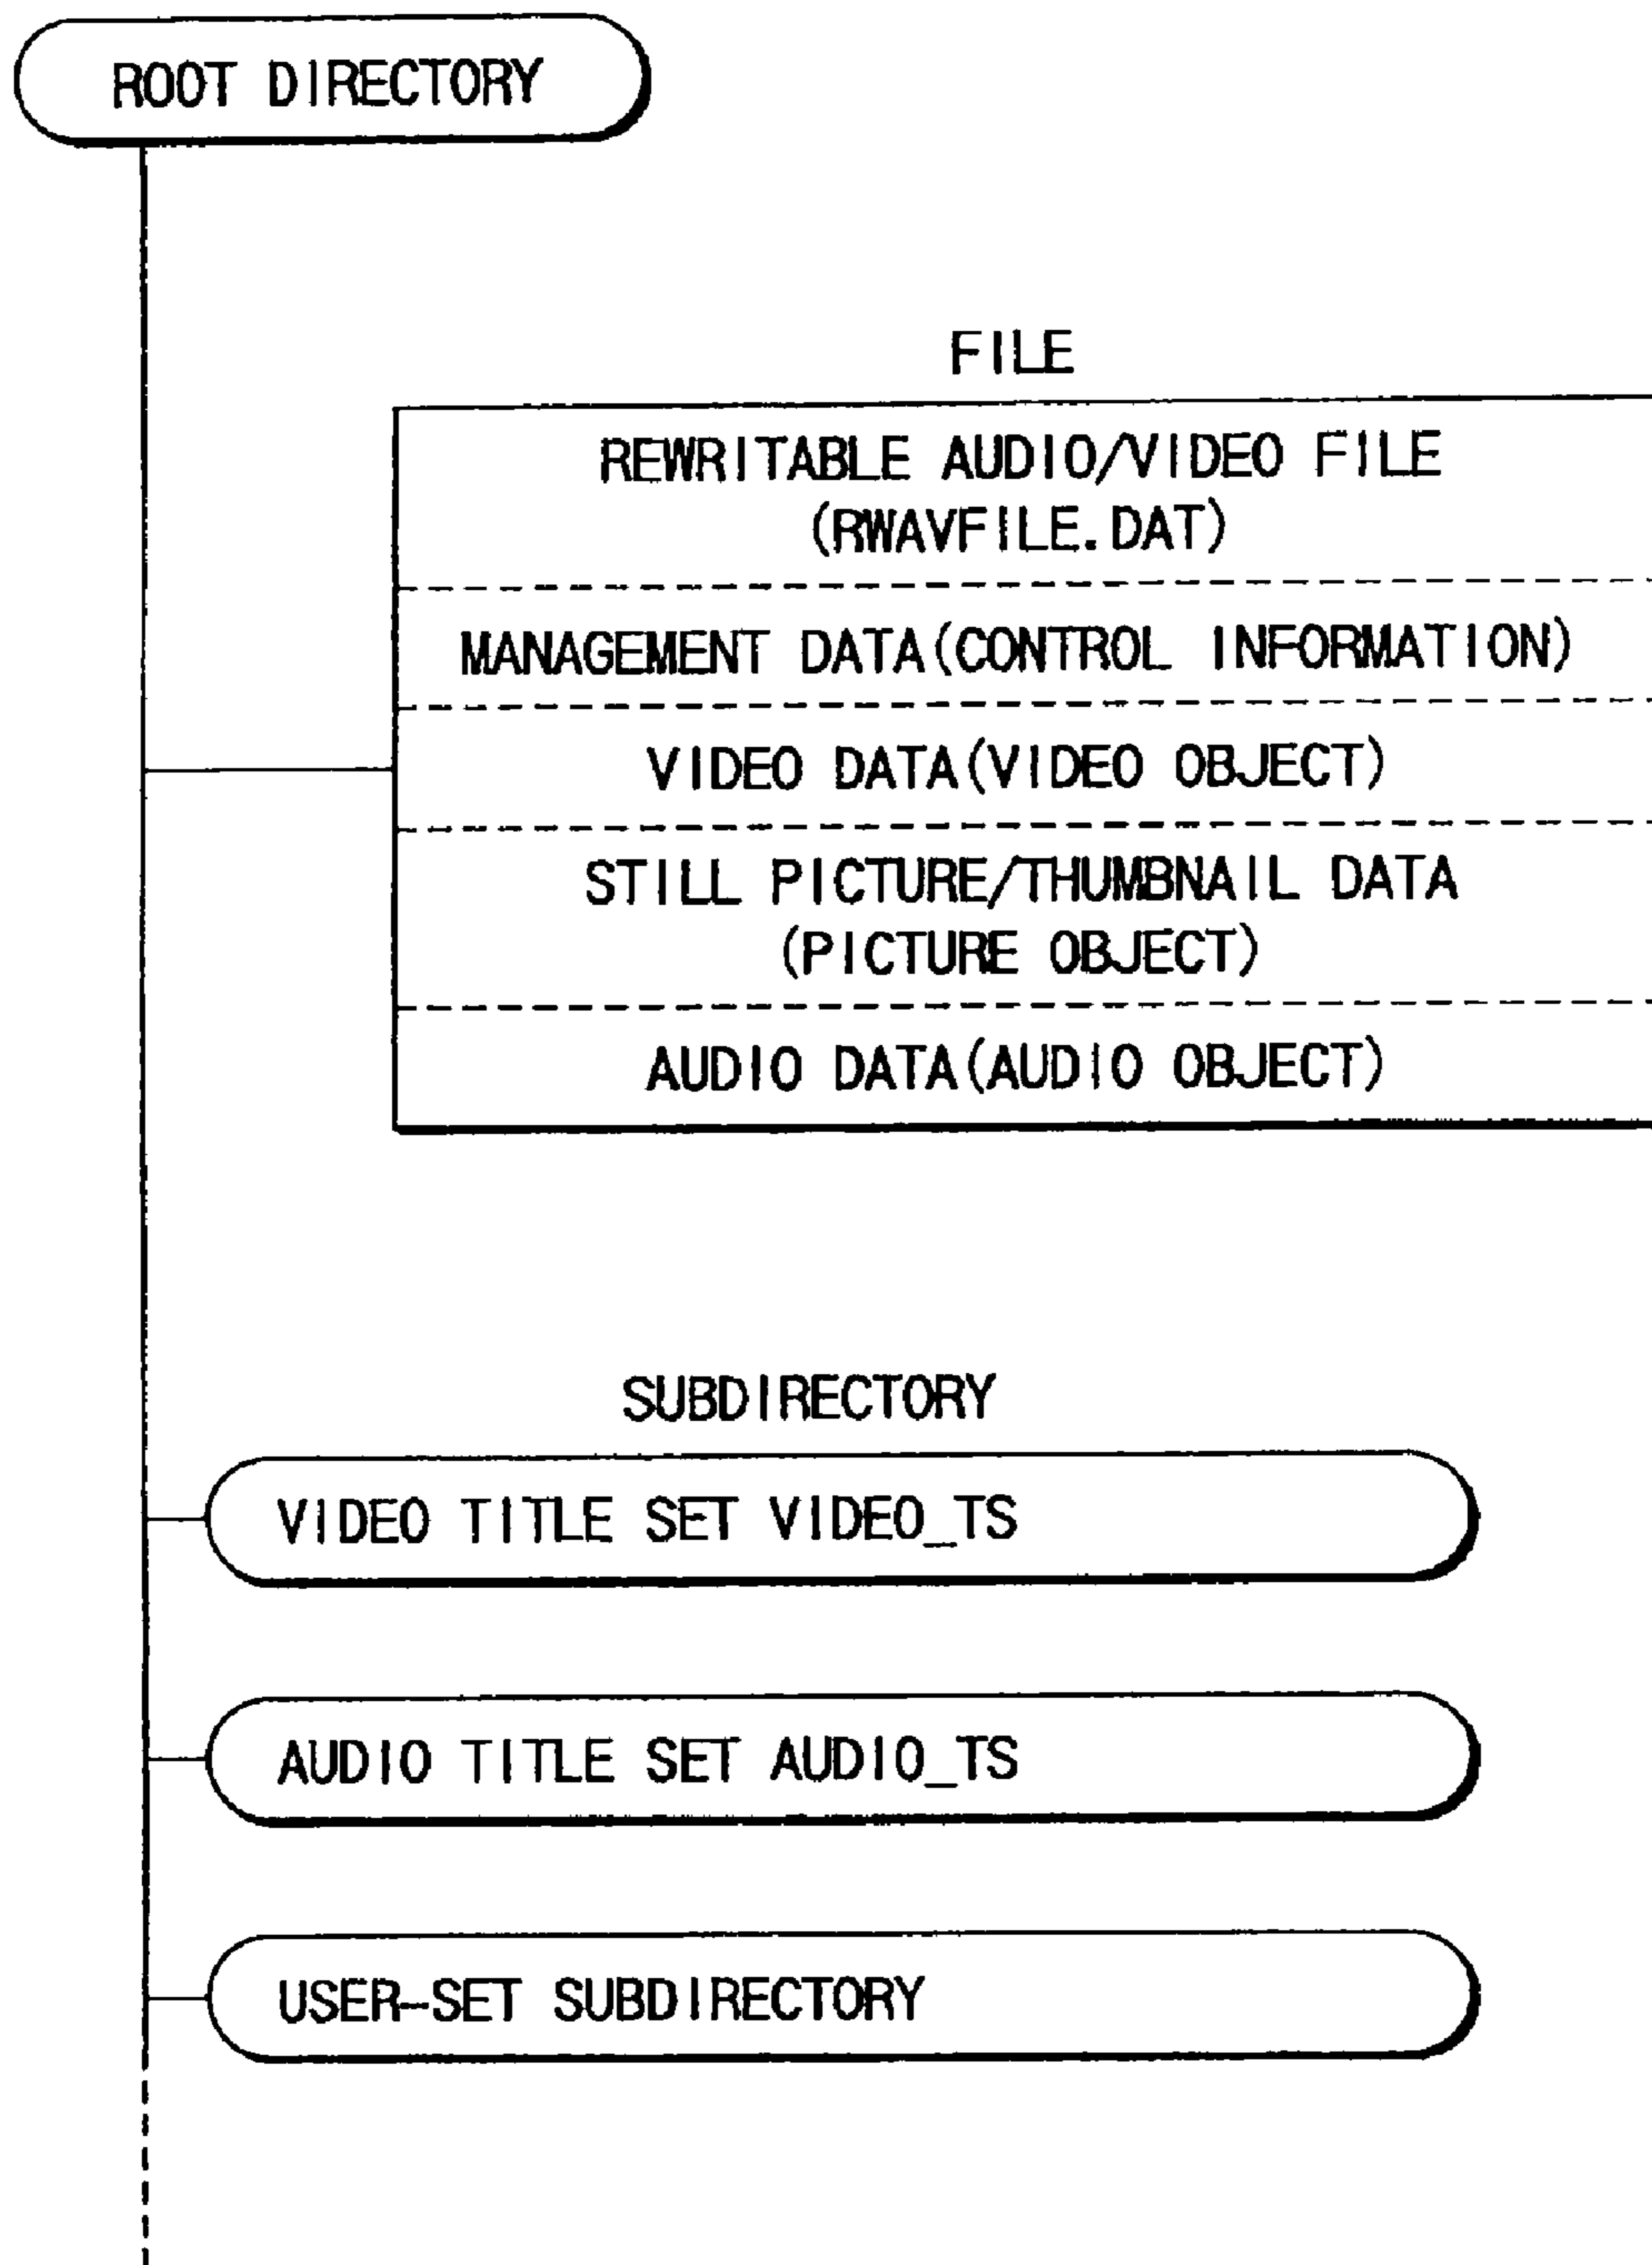 ROOT DIRECTORY
FILE
REWRITABLE AUDIO/VIDEO FILE
(RWAVFILE.DAT)
MANAGEMENT DATA(CONTROL INFORMATION)
VIDEO DATA(VIDEO OBJECT)
STILL PICTURE/THUMBNAIL DATA
(PICTURE OBJECT)
AUDIO DATA(AUDIO OBJECT)
SUBDIRECTORY
VIDEO TITLE SET VIDEO_TS
AUDIO TITLE SET AUDIO_TS
USER-SET SUBDIRECTORY